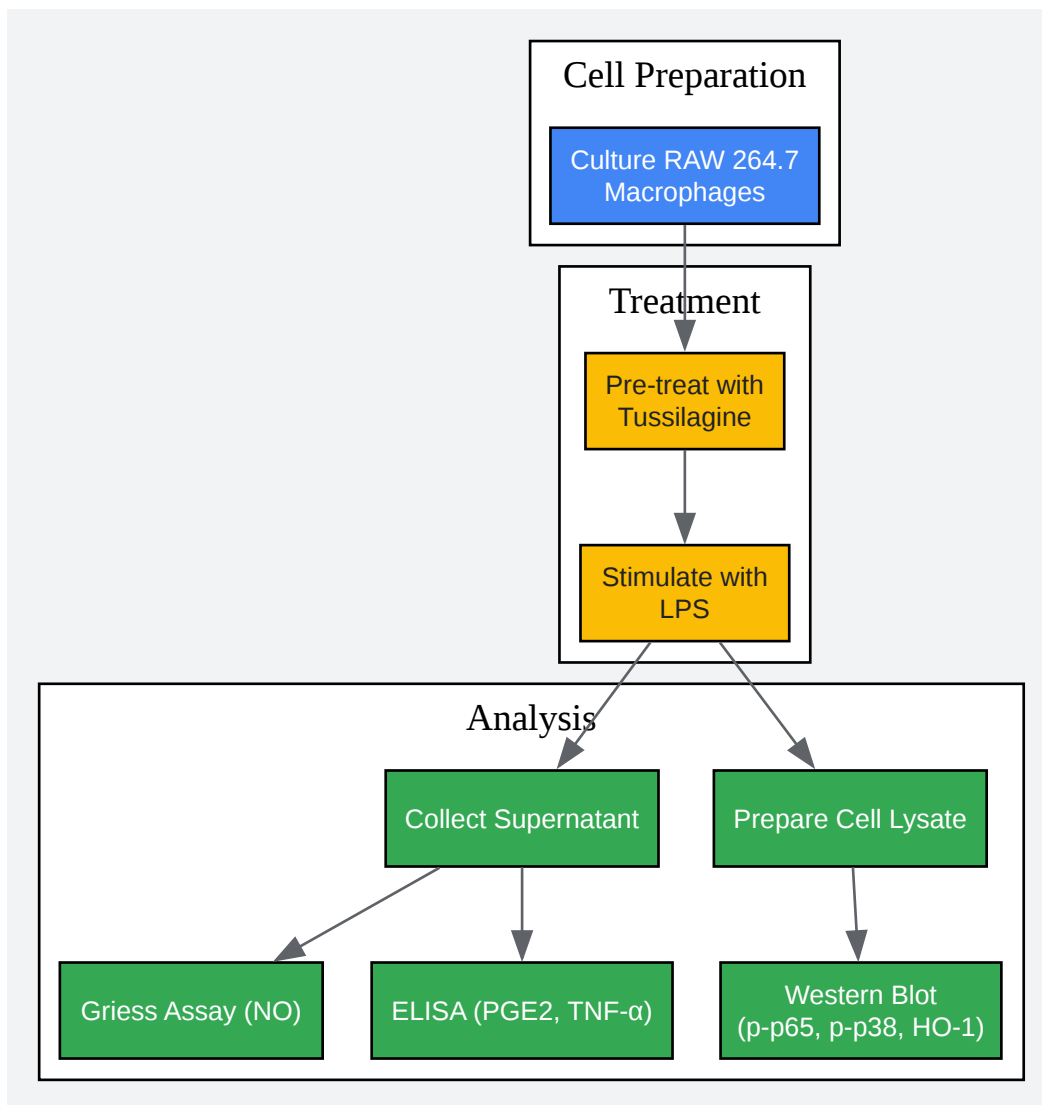 Cell Preparation
Culture RAW 264.7
Macrophages
Treatment
Pre-treat with
Tussilagine
Stimulate with
LPS
Analysis
Collect Supernatant
Prepare Cell Lysate
Griess Assay (NO)
ELISA (PGE2, TNF-α)
Western Blot
(p-p65, p-p38, HO-1)